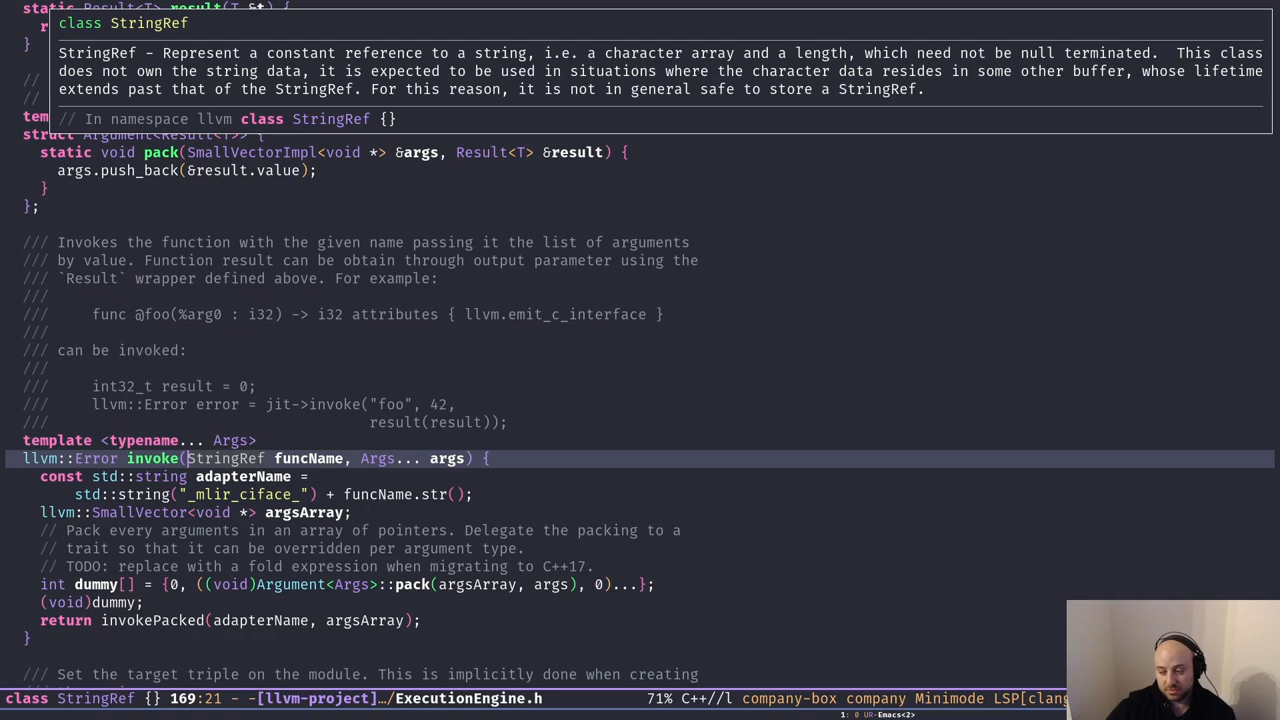 static Result<T> result(T &t) {
class StringRef
StringRef - Represent a constant reference to a string, i.e. a character array and a length, which need not be null terminated.  This class
does not own the string data, it is expected to be used in situations where the character data resides in some other buffer, whose lifetime
extends past that of the StringRef. For this reason, it is not in general safe to store a StringRef.
// In namespace llvm class StringRef {}
r
}
//
//
tem
struct Argument<Result<T>> {
static void pack(SmallVectorImpl<void *> &args, Result<T> &result) {
args.push_back(&result.value);
}
};
/// Invokes the function with the given name passing it the list of arguments
/// by value. Function result can be obtain through output parameter using the
/// `Result` wrapper defined above. For example:
///
///     func @foo(%arg0 : i32) -> i32 attributes { llvm.emit_c_interface }
///
/// can be invoked:
///
///     int32_t result = 0;
///     llvm::Error error = jit->invoke("foo", 42,
///                                     result(result));
template <typename... Args>
llvm::Error invoke(StringRef funcName, Args... args) {
const std::string adapterName =
std::string("_mlir_ciface_") + funcName.str();
llvm::SmallVector<void *> argsArray;
// Pack every arguments in an array of pointers. Delegate the packing to a
// trait so that it can be overridden per argument type.
// TODO: replace with a fold expression when migrating to C++17.
int dummy[] = {0, ((void)Argument<Args>::pack(argsArray, args), 0)...};
(void)dummy;
return invokePacked(adapterName, argsArray);
}
/// Set the target triple on the module. This is implicitly done when creating
class StringRef {} 169:21 - -[llvm-project]…/ExecutionEngine.h 71% C++//l company-box company Minimode LSP[clang
1: 0 UR-Emacs<2>